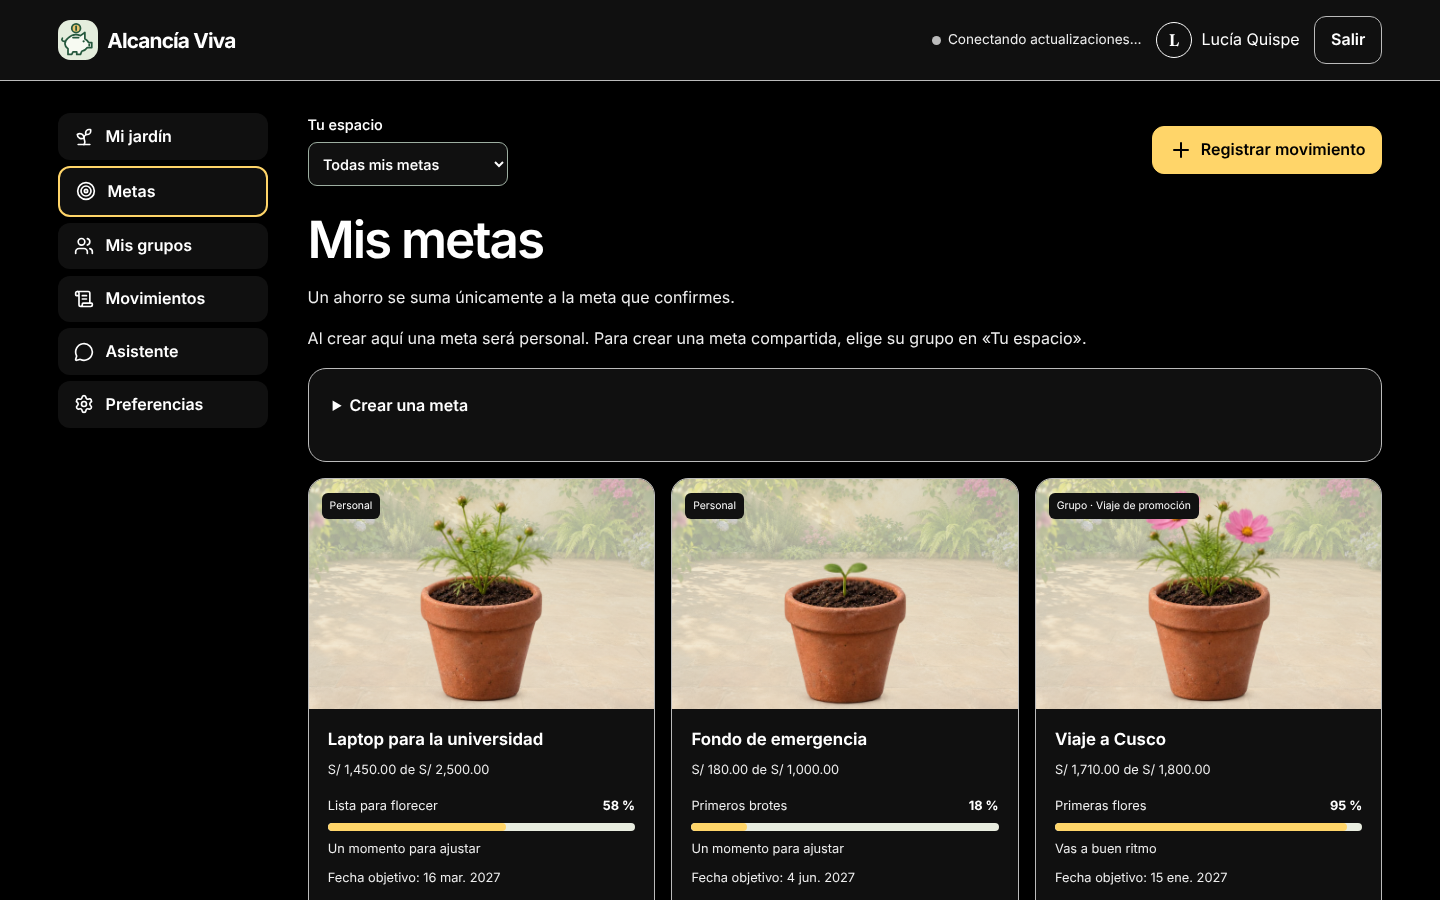 Alcancía Viva
Conectando actualizaciones...
L
Lucía Quispe
Salir
Mi jardín
Metas
Mis grupos
Movimientos
Asistente
Preferencias
Tu espacio
Todas mis metas
Registrar movimiento
Mis metas
Un ahorro se suma únicamente a la meta que confirmes.
Al crear aquí una meta será personal. Para crear una meta compartida, elige su grupo en «Tu espacio».
Crear una meta
Personal
Laptop para la universidad
S/ 1,450.00 de S/ 2,500.00
Lista para florecer 58 %
Un momento para ajustar
Fecha objetivo: 16 mar. 2027
Personal
Fondo de emergencia
S/ 180.00 de S/ 1,000.00
Primeros brotes 18 %
Un momento para ajustar
Fecha objetivo: 4 jun. 2027
Grupo · Viaje de promoción
Viaje a Cusco
S/ 1,710.00 de S/ 1,800.00
Primeras flores 95 %
Vas a buen ritmo
Fecha objetivo: 15 ene. 2027